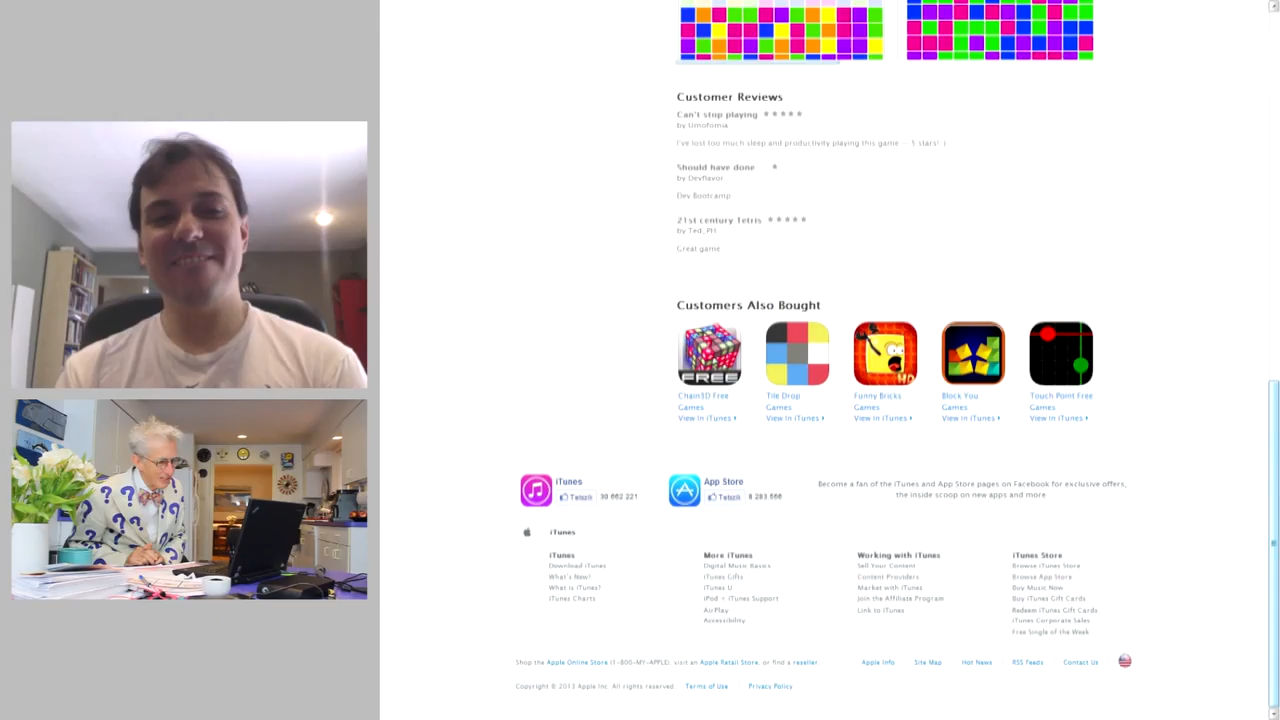 Customer Reviews
Can't stop playing ★★★★★
by Umofomia
I've lost too much sleep and productivity playing this game -- 5 stars! :)
Should have done ★
by Devflavor
Dev Bootcamp
21st century Tetris ★★★★★
by Ted, PH
Great game
Customers Also Bought
FREE
HD
Chain3D Free
Games
View In iTunes
Tile Drop
Games
View In iTunes
Funny Bricks
Games
View In iTunes
Block You
Games
View In iTunes
Touch Point Free
Games
View In iTunes
iTunes
Tetszik 30 662 221
App Store
Tetszik 8 283 666
Become a fan of the iTunes and App Store pages on Facebook for exclusive offers,
the inside scoop on new apps and more
iTunes
iTunes
Download iTunes
What's New?
What is iTunes?
iTunes Charts
More iTunes
Digital Music Basics
iTunes Gifts
iTunes U
iPod + iTunes Support
AirPlay
Accessibility
Working with iTunes
Sell Your Content
Content Providers
Market with iTunes
Join the Affiliate Program
Link to iTunes
iTunes Store
Browse iTunes Store
Browse App Store
Buy Music Now
Buy iTunes Gift Cards
Redeem iTunes Gift Cards
iTunes Corporate Sales
Free Single of the Week
Shop the Apple Online Store (1-800-MY-APPLE), visit an Apple Retail Store, or find a reseller
Apple Info Site Map Hot News RSS Feeds Contact Us
Copyright © 2013 Apple Inc. All rights reserved Terms of Use Privacy Policy
? ? ? ? ? ?